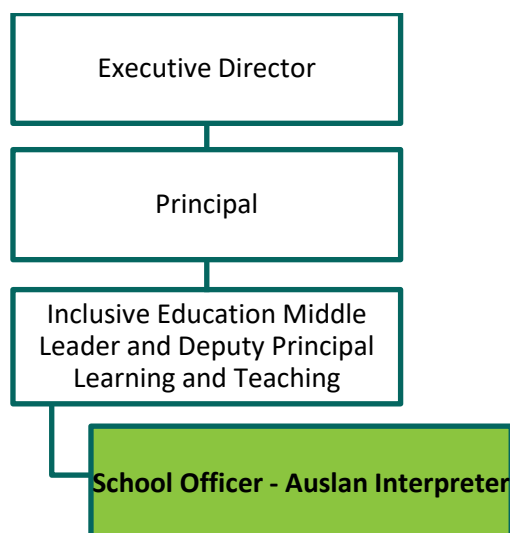 Executive Director
Principal
Inclusive Education Middle
Leader and Deputy Principal
Learning and Teaching
School Officer - Auslan Interpreter